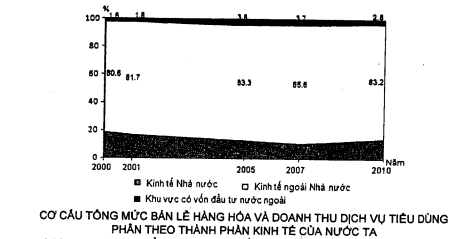 %
1.6 1.6 3.6 3.7 2.8
100
80
80.6 81.7 83.3 85.6 83.2
60
40
20
0
2000 2001 2005 2007 2010 Năm
Kinh tế Nhà nước Kinh tế ngoài Nhà nước
Khu vực có vốn đầu tư nước ngoài
CƠ CẤU TỔNG MỨC BÁN LẺ HÀNG HÓA VÀ DOANH THU DỊCH VỤ TIÊU DÙNG
PHÂN THEO THÀNH PHẦN KINH TẾ CỦA NƯỚC TA